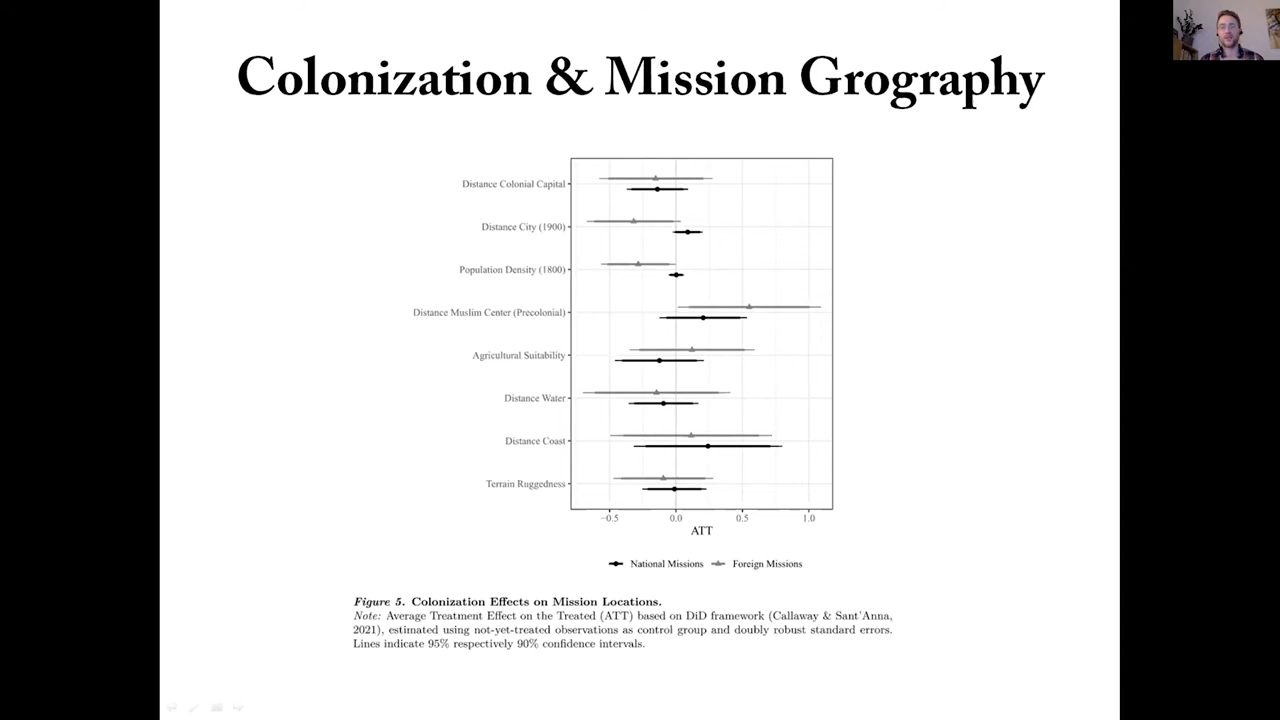 Colonization & Mission Grography
Distance Colonial Capital
Distance City (1900)
Population Density (1800)
Distance Muslim Center (Precolonial)
Agricultural Suitability
Distance Water
Distance Coast
Terrain Ruggedness
−0.5 0.0 0.5 1.0
ATT
National Missions Foreign Missions
Figure 5. Colonization Effects on Mission Locations.
Note: Average Treatment Effect on the Treated (ATT) based on DiD framework (Callaway & Sant'Anna,
2021), estimated using not-yet-treated observations as control group and doubly robust standard errors.
Lines indicate 95% respectively 90% confidence intervals.